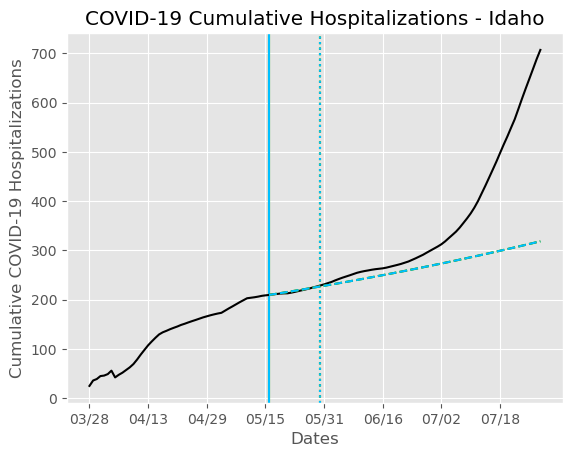 COVID-19 Cumulative Hospitalizations - Idaho
Cumulative COVID-19 Hospitalizations
700
600
500
400
300
200
100
0
03/28 04/13 04/29 05/15 05/31 06/16 07/02 07/18
Dates